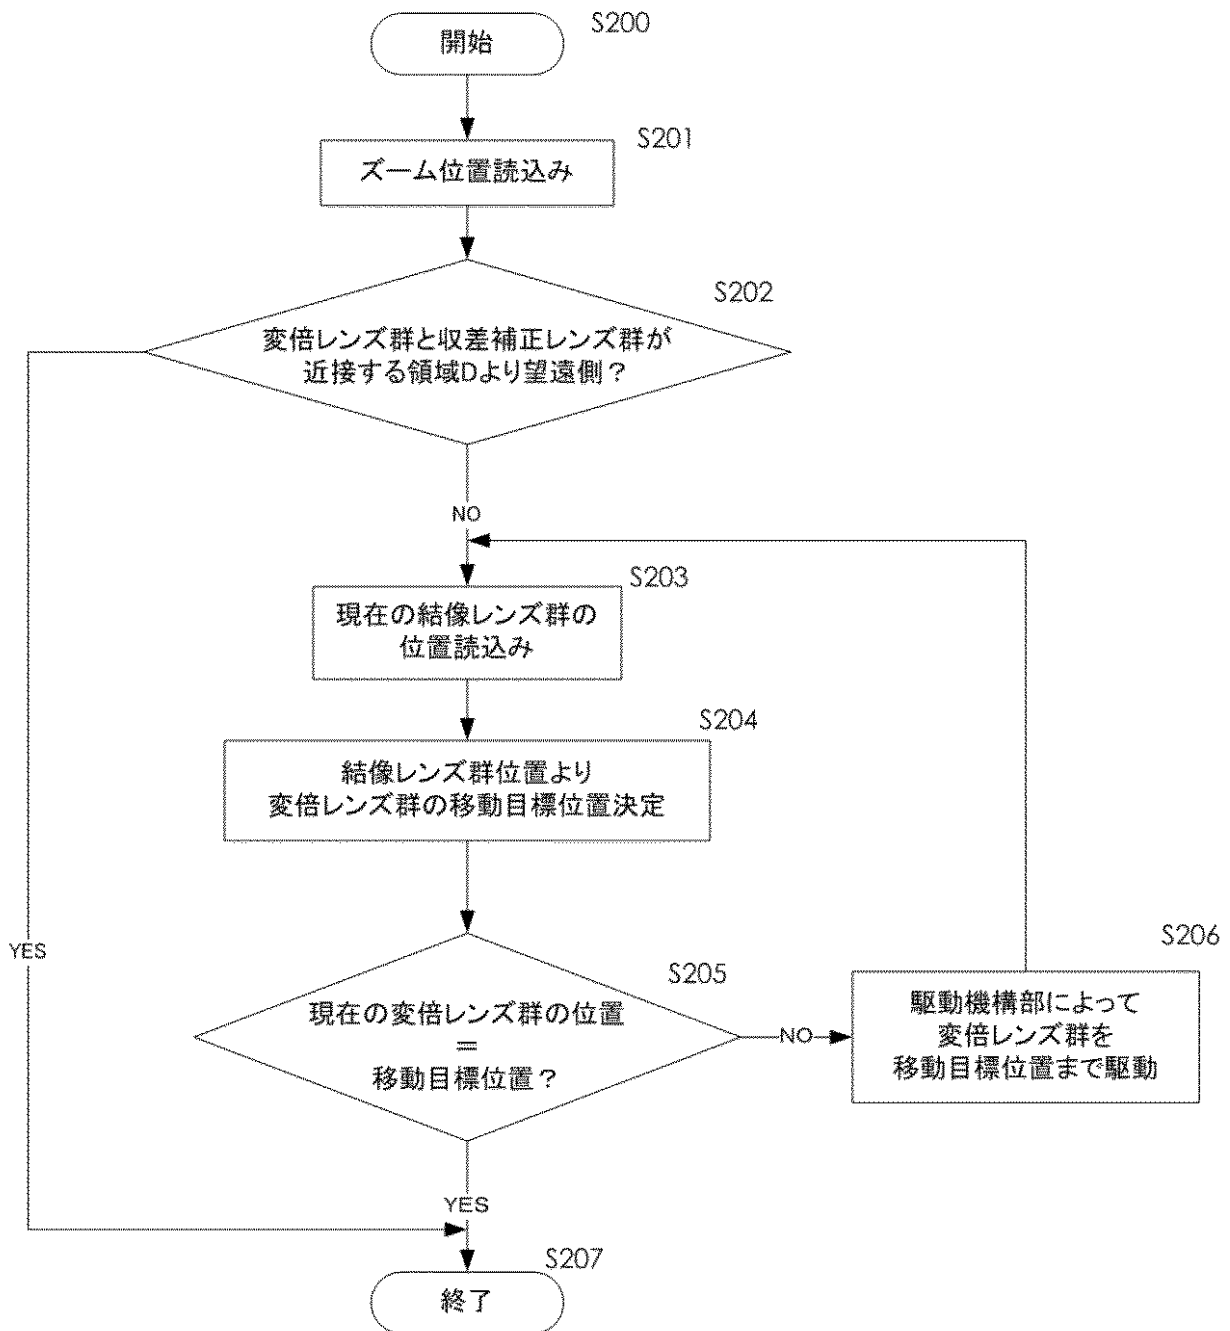 S200
開始
S201
ズーム位置読込み
S202
変倍レンズ群と収差補正レンズ群が
近接する領域Dより望遠側？
NO
S203
現在の結像レンズ群の
位置読込み
S204
結像レンズ群位置より
変倍レンズ群の移動目標位置決定
YES
S205
現在の変倍レンズ群の位置
＝
移動目標位置？
NO
S206
駆動機構部によって
変倍レンズ群を
移動目標位置まで駆動
YES
S207
終了